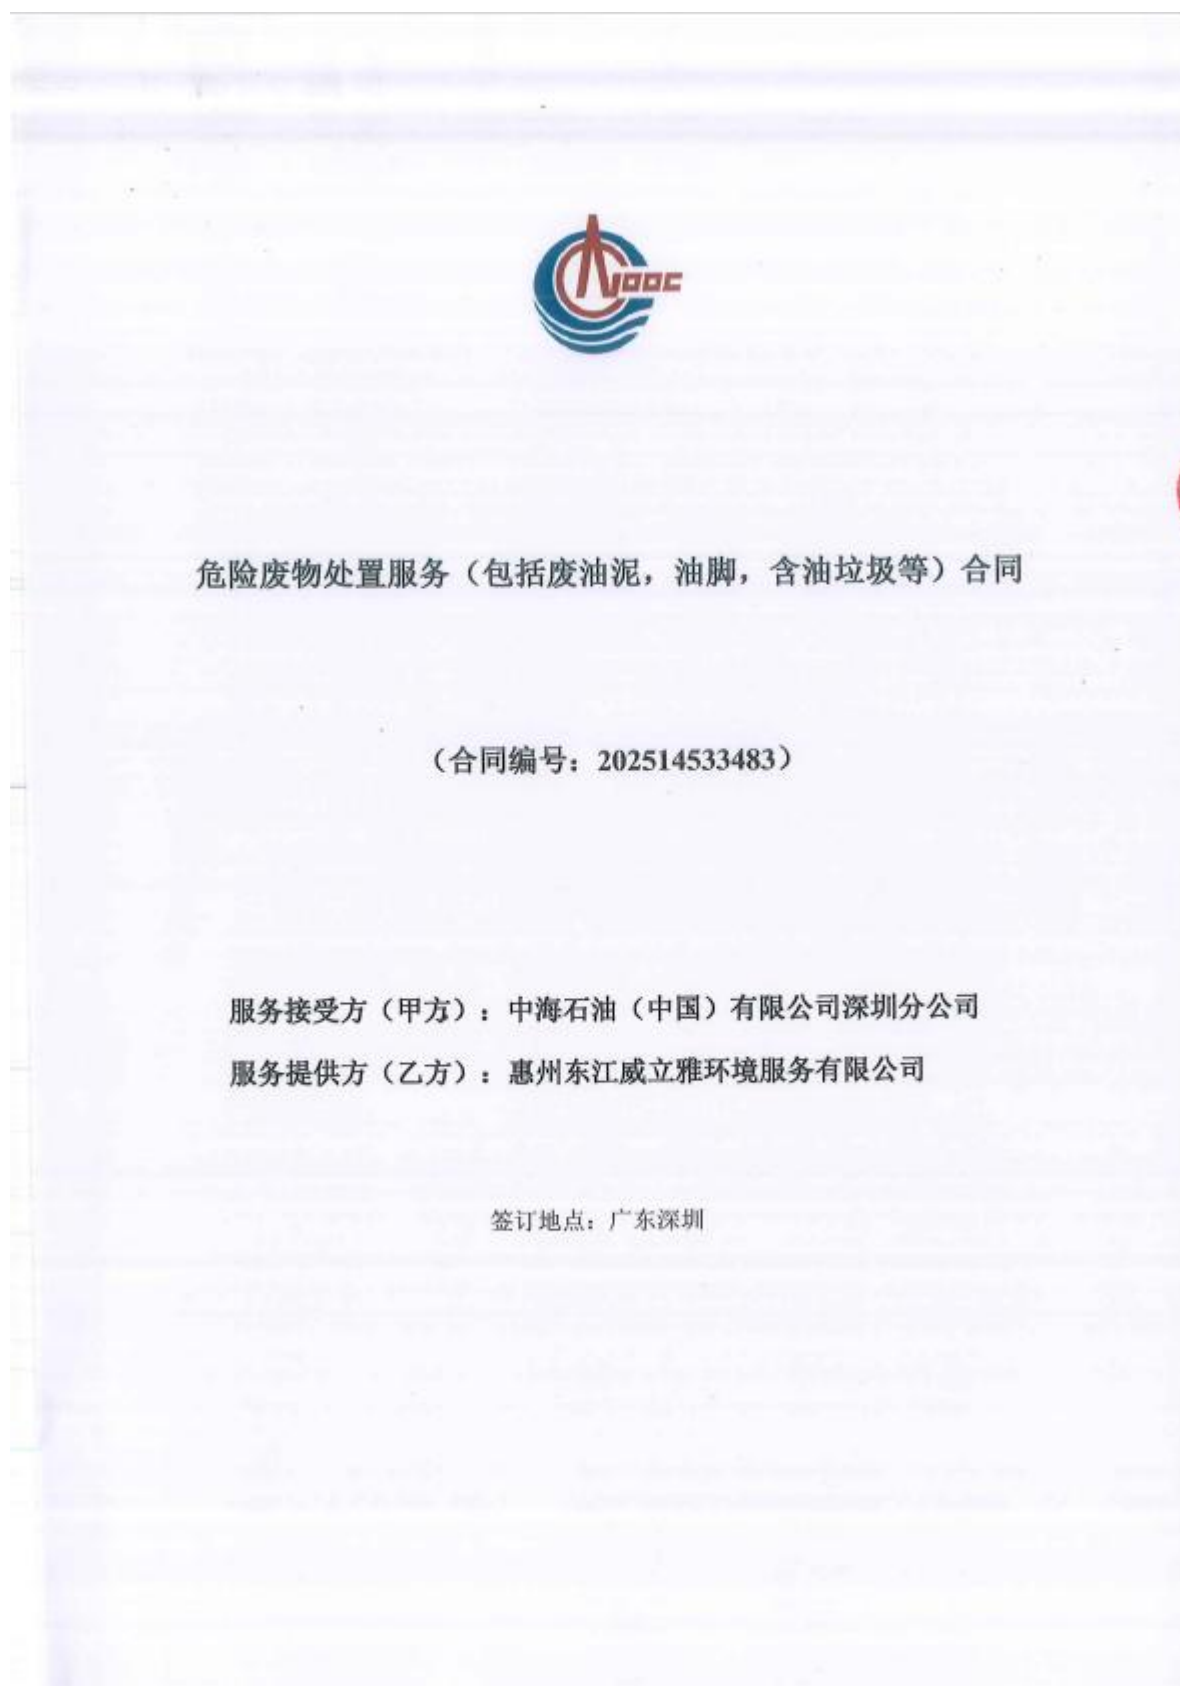 CNOOC
危险废物处置服务（包括废油泥，油脚，含油垃圾等）合同
（合同编号：202514533483）
服务接受方（甲方）：中海石油（中国）有限公司深圳分公司
服务提供方（乙方）：惠州东江威立雅环境服务有限公司
签订地点：广东深圳